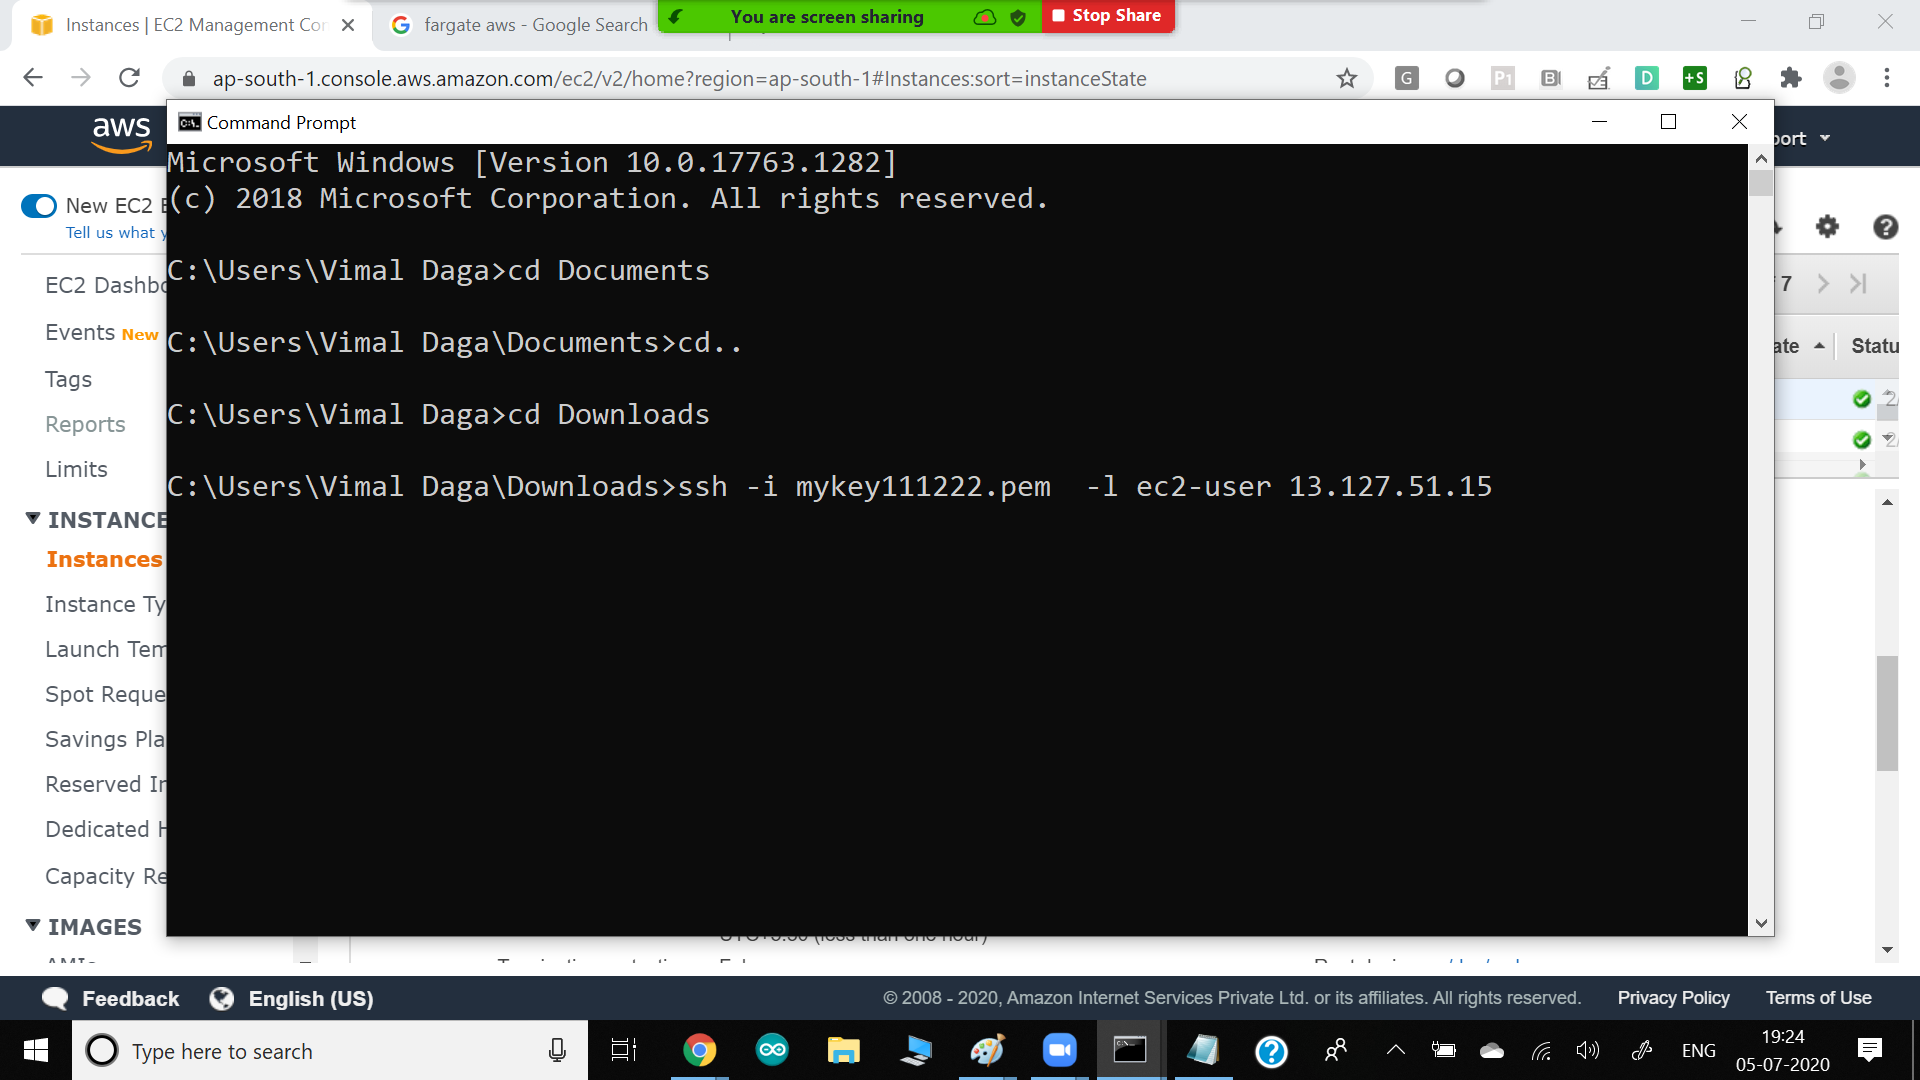 Instances | EC2 Management Con
fargate aws - Google Search
You are screen sharing
Stop Share
ap-south-1.console.aws.amazon.com/ec2/v2/home?region=ap-south-1#Instances:sort=instanceState
aws
Command Prompt
port
Microsoft Windows [Version 10.0.17763.1282]
(c) 2018 Microsoft Corporation. All rights reserved.
C:\Users\Vimal Daga>cd Documents
C:\Users\Vimal Daga\Documents>cd..
C:\Users\Vimal Daga>cd Downloads
C:\Users\Vimal Daga\Downloads>ssh -i mykey111222.pem  -l ec2-user 13.127.51.15
New EC2 E
Tell us what y
EC2 Dashbo
Events New
Tags
Reports
Limits
INSTANCE
Instances
Instance Ty
Launch Tem
Spot Reque
Savings Pla
Reserved In
Dedicated H
Capacity Re
IMAGES
7
ate
Statu
Feedback
English (US)
© 2008 - 2020, Amazon Internet Services Private Ltd. or its affiliates. All rights reserved.
Privacy Policy
Terms of Use
Type here to search
ENG
19:24
05-07-2020